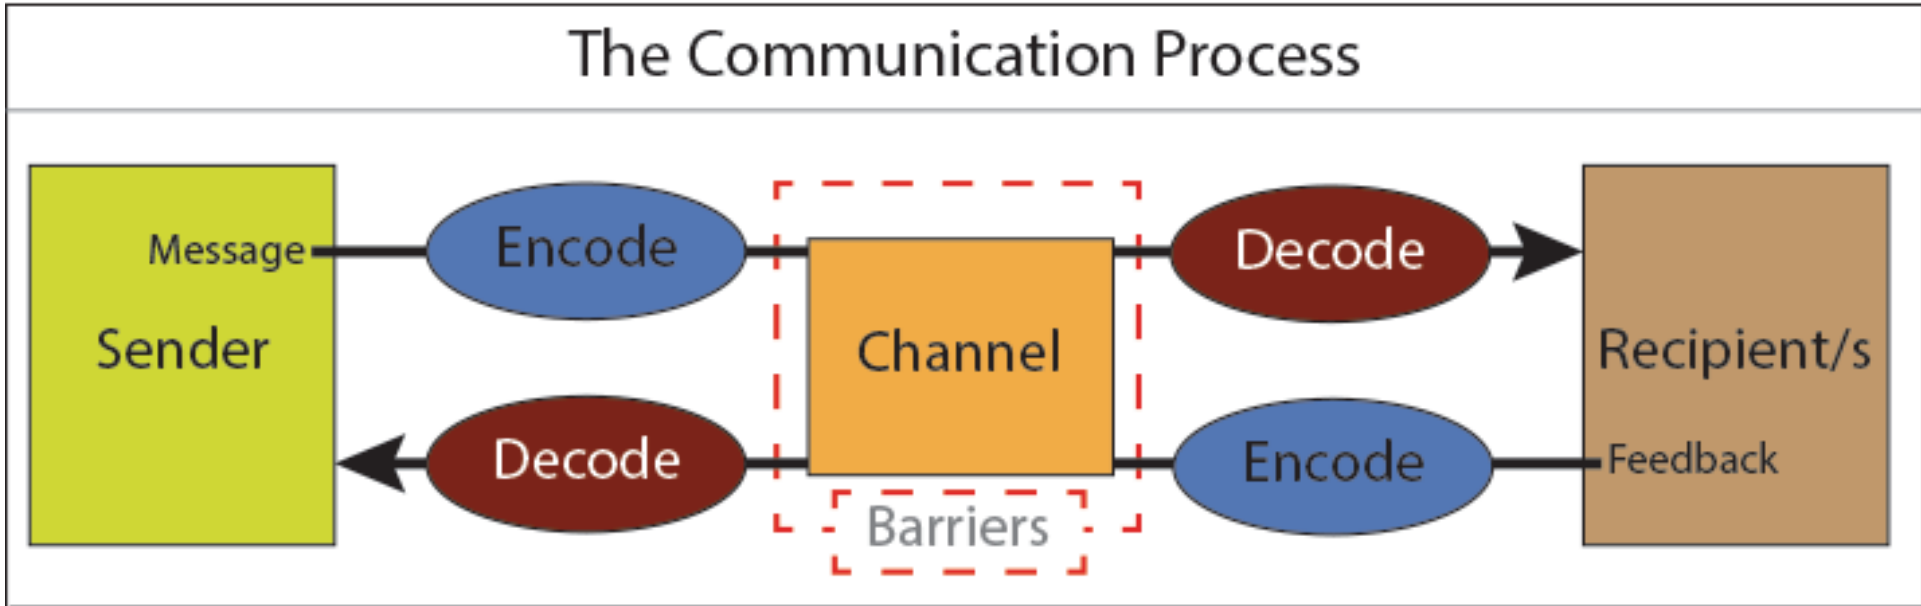 The Communication Process
Message
Encode
Decode
Sender
Channel
Recipient/s
Decode
Encode
Feedback
Barriers